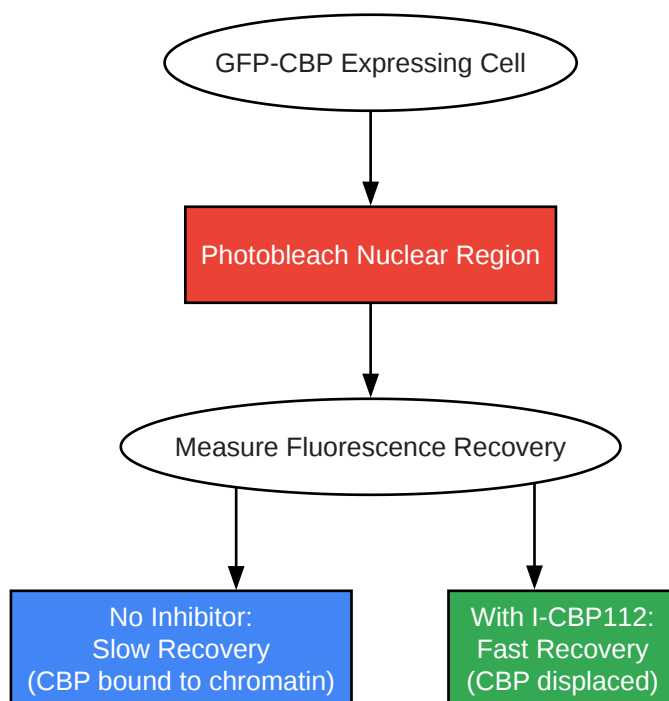 GFP-CBP Expressing Cell
Photobleach Nuclear Region
Measure Fluorescence Recovery
No Inhibitor:
Slow Recovery
(CBP bound to chromatin)
With I-CBP112:
Fast Recovery
(CBP displaced)